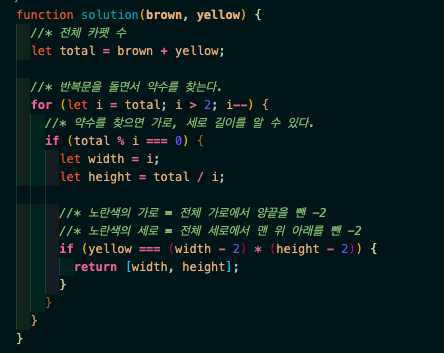 function solution(brown, yellow) {
//* 전체 카펫 수
let total = brown + yellow;
//* 반복문을 돌면서 약수를 찾는다.
for (let i = total; i > 2; i--) {
//* 약수를 찾으면 가로, 세로 길이를 알 수 있다.
if (total % i === 0) {
let width = i;
let height = total / i;
//* 노란색의 가로 = 전체 가로에서 양끝을 뺀 -2
//* 노란색의 세로 = 전체 세로에서 맨 위 아래를 뺀 -2
if (yellow === (width - 2) * (height - 2)) {
return [width, height];
}
}
}
}